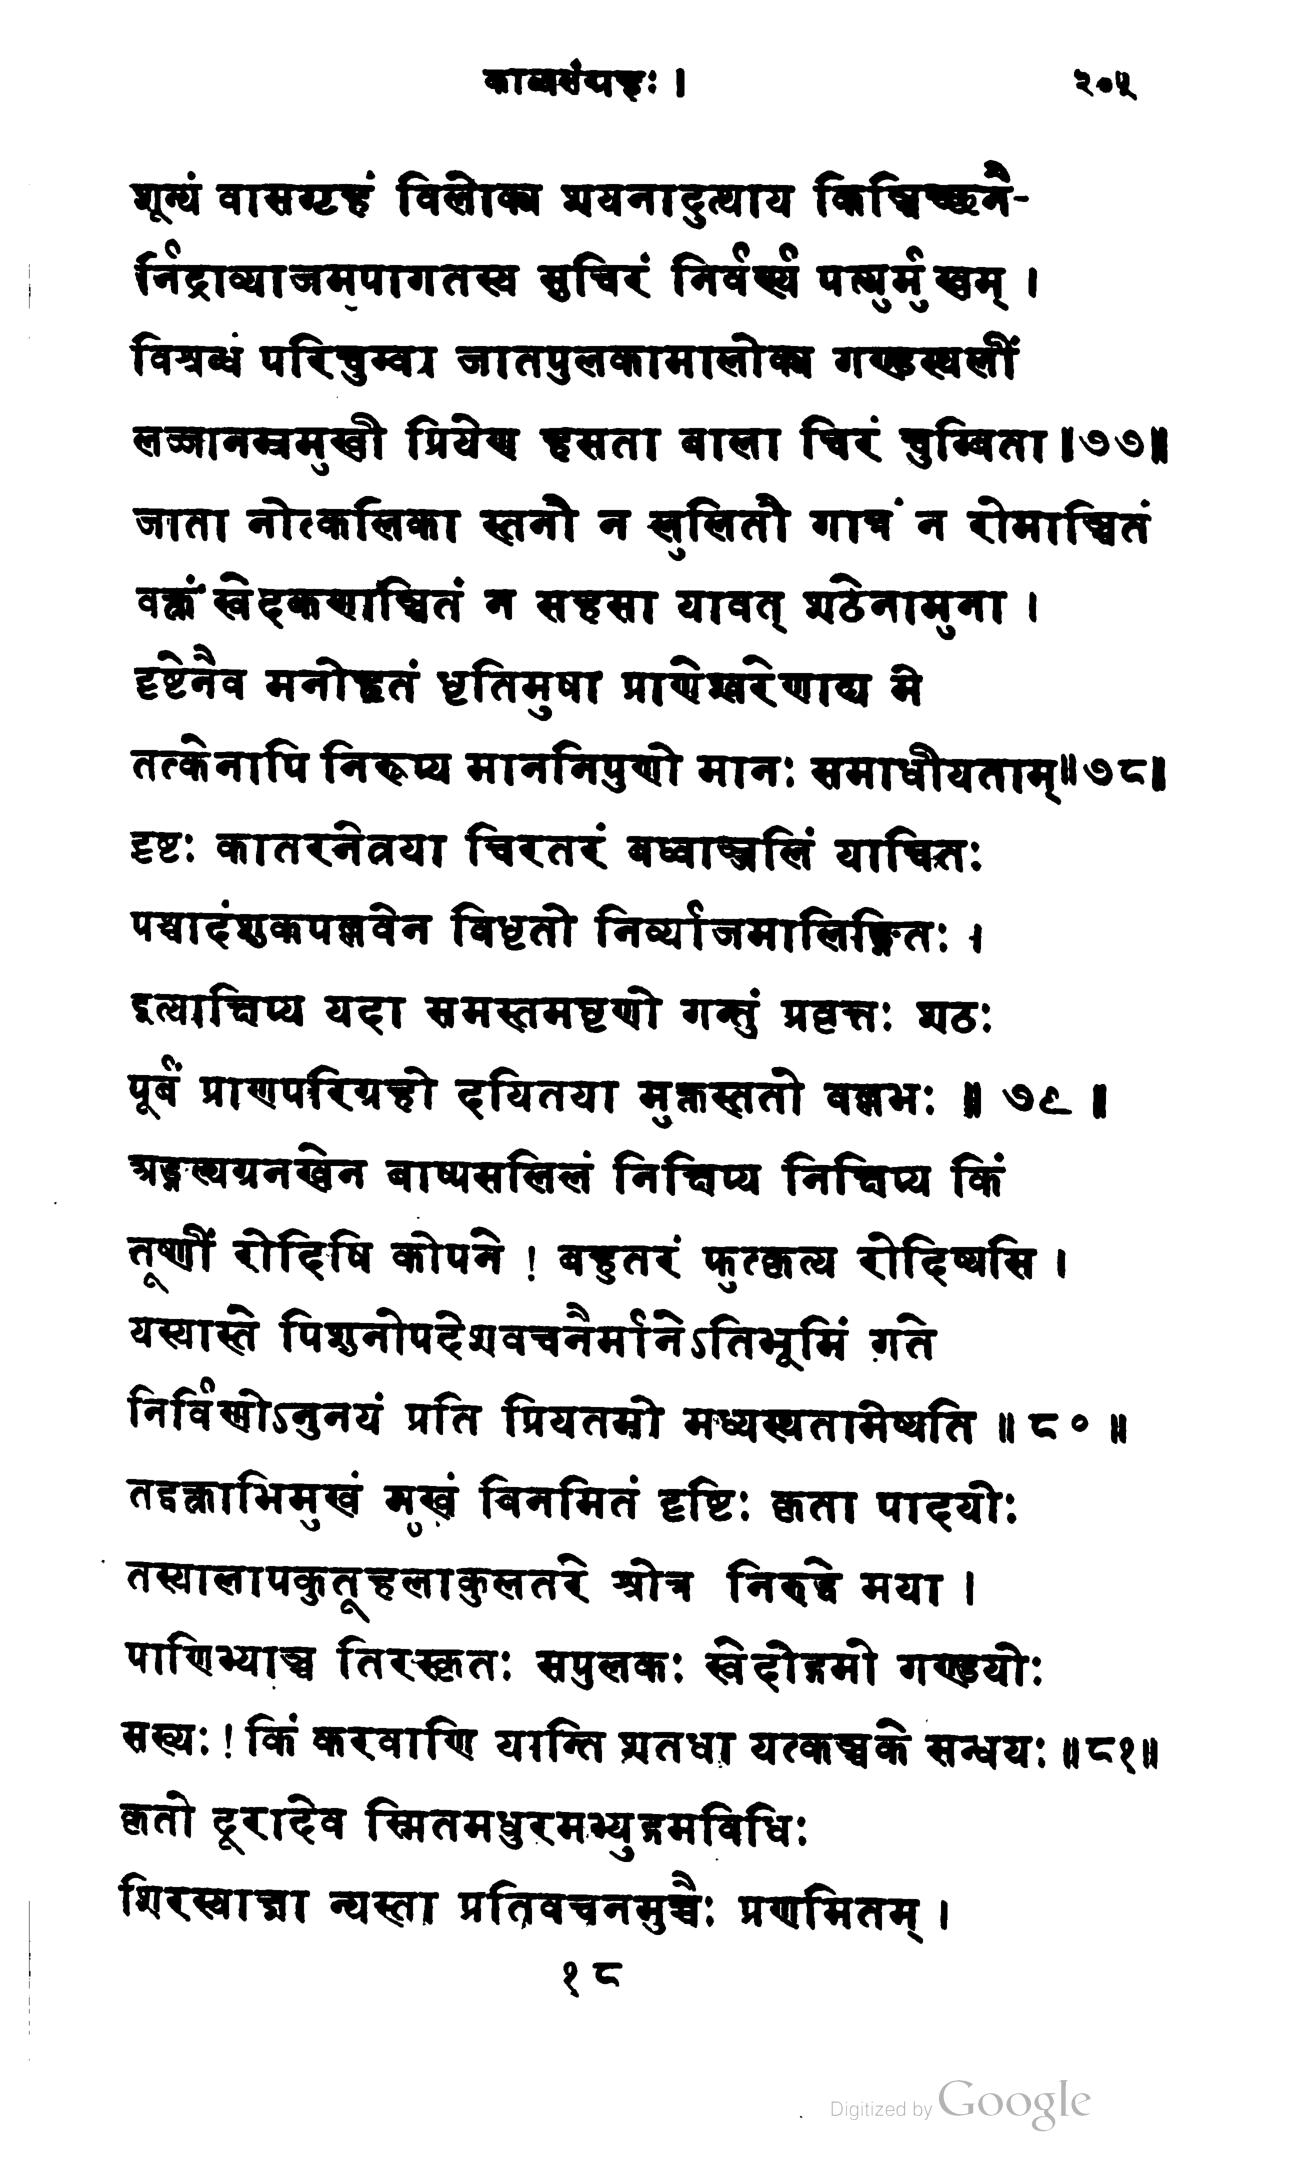 काव्यसंग्रहः । २०५
शून्यं वासगृहं विलोक्य शयनादुत्थाय किञ्चिच्छनै-
र्निद्राव्याजमुपागतस्य सुचिरं निर्वर्ण्य पत्युर्मुखम् ।
विश्रब्धं परिचुम्ब्य जातपुलकामालोक्य गण्डस्थलीं
लज्जानम्रमुखी प्रियेण हसता बाला चिरं चुम्बिता ॥७७॥
जाता नोत्कलिका स्तनौ न लुलितौ गात्रं न रोमाञ्चितं
वक्त्रं स्वेदकणाञ्चितं न सहसा यावत् शठेनामुना ।
दृष्टेनैव मनोहृतं धृतिमुषा प्राणेश्वरेणाद्य मे
तत्केनापि निरूप्य माननिपुणो मानः समाधीयताम्॥७८॥
दृष्टः कातरनेत्रया चिरतरं बध्वाञ्जलिं याचितः
पश्चादंशुकपल्लवेन विधृतो निर्व्याजमालिङ्गितः ।
इत्याक्षिप्य यदा समस्तमघृणो गन्तुं प्रवृत्तः शठः
पूर्बं प्राणपरिग्रहो दयितया मुक्तस्ततो वल्लभः ॥ ७९ ॥
अङ्गुल्यग्रनखेन बाष्पसलिलं निक्षिप्य निक्षिप्य किं
तूष्णीं रोदिषि कोपने ! बहुतरं फुत्कृत्य रोदिष्यसि ।
यस्यास्ते पिशुनोपदेशवचनैर्मानेऽतिभूमिं गते
निर्विणोऽनुनयं प्रति प्रियतमो मध्यस्थतामेष्यति ॥ ८० ॥
तद्वक्त्राभिमुखं मुखं विनमितं दृष्टिः कृता पादयोः
तस्यालापकुतूहलाकुलतरे श्रोत्र निरुद्धे मया ।
पाणिभ्याञ्च तिरस्कृतः सपुलकः स्वेदोद्गमो गण्डयोः
सख्यः ! किं करवाणि यान्ति शतधा यत्कञ्चुके सन्धयः ॥८१॥
कृतो दूरादेव स्मितमधुरमभ्युद्गमविधिः
शिरस्याज्ञा न्यस्ता प्रतिवचनमुच्चैः प्रणमितम् ।
१८
Digitized by Google